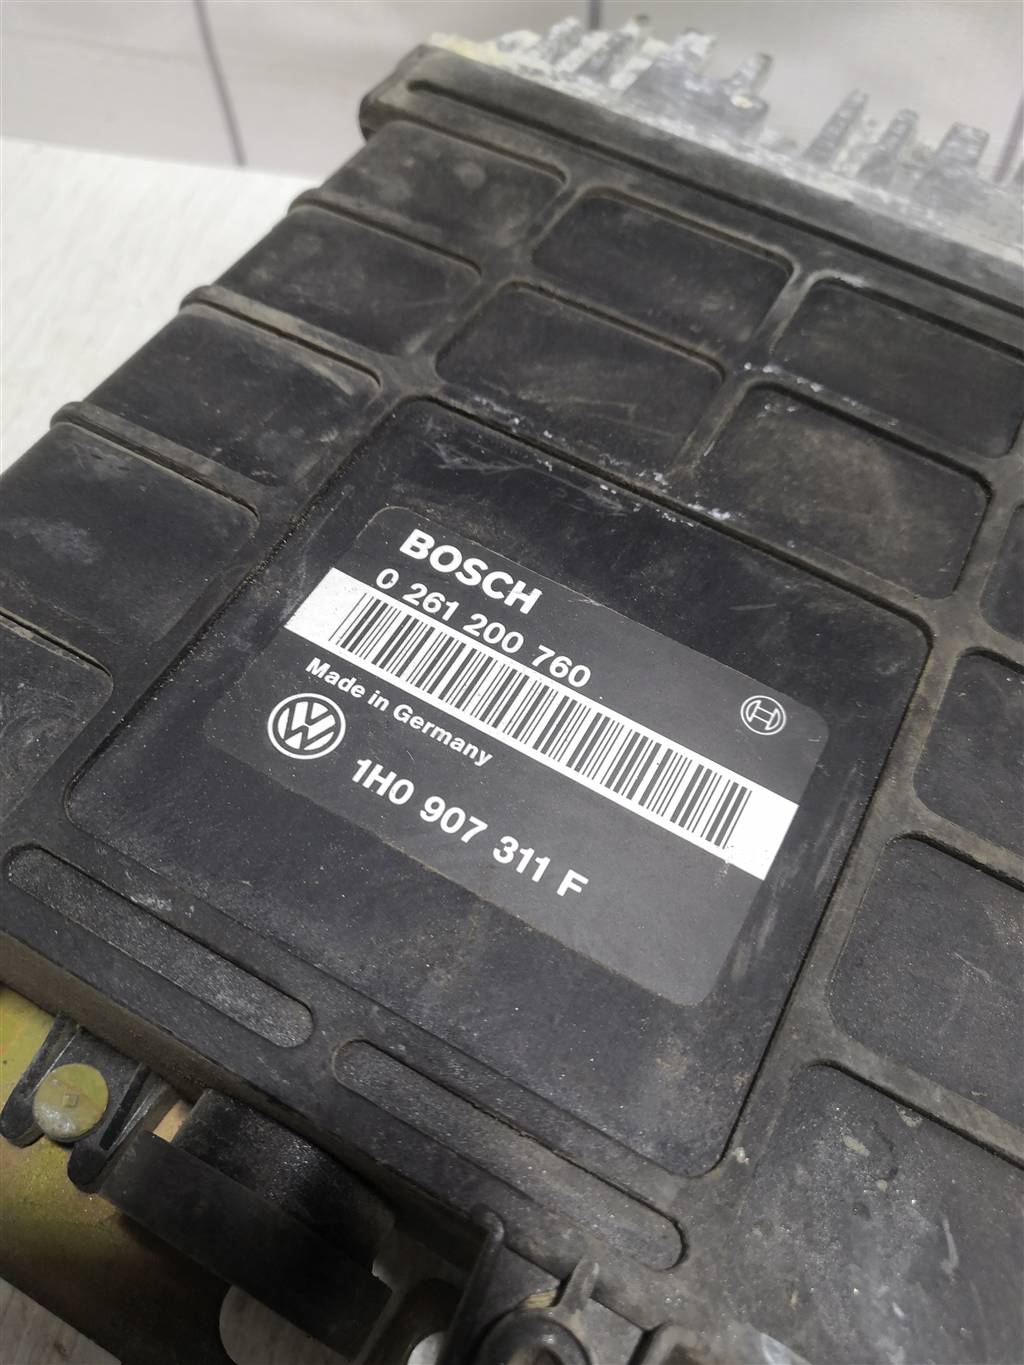 BOSCH
0 261 200 760
Made in Germany
1H0 907 311 F